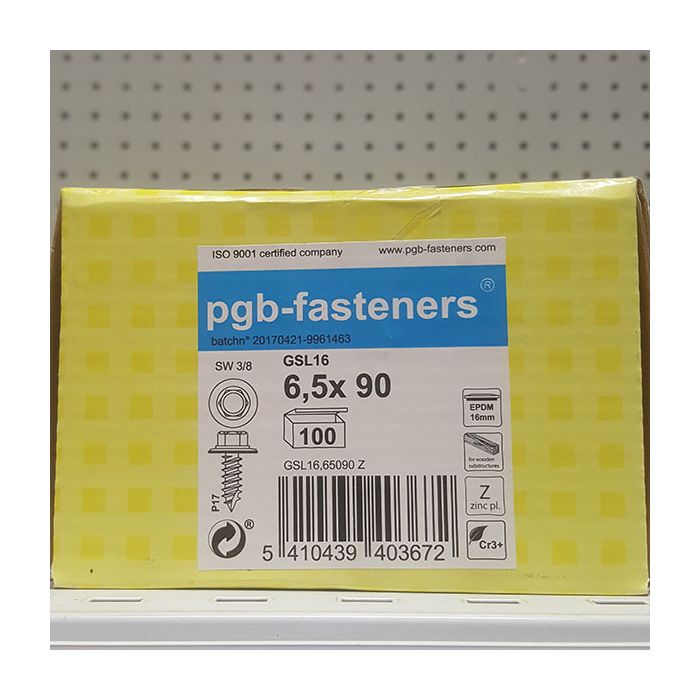 ISO 9001 certified company www.pgb-fasteners.com
pgb-fasteners ®
batchn° 20170421-9961463
SW 3/8
GSL16
6,5x 90
100
EPDM
16mm
for wooden
substructures
GSL16,65090 Z
P17
Z
zinc pl.
®
Cr3+
5 410439 403672